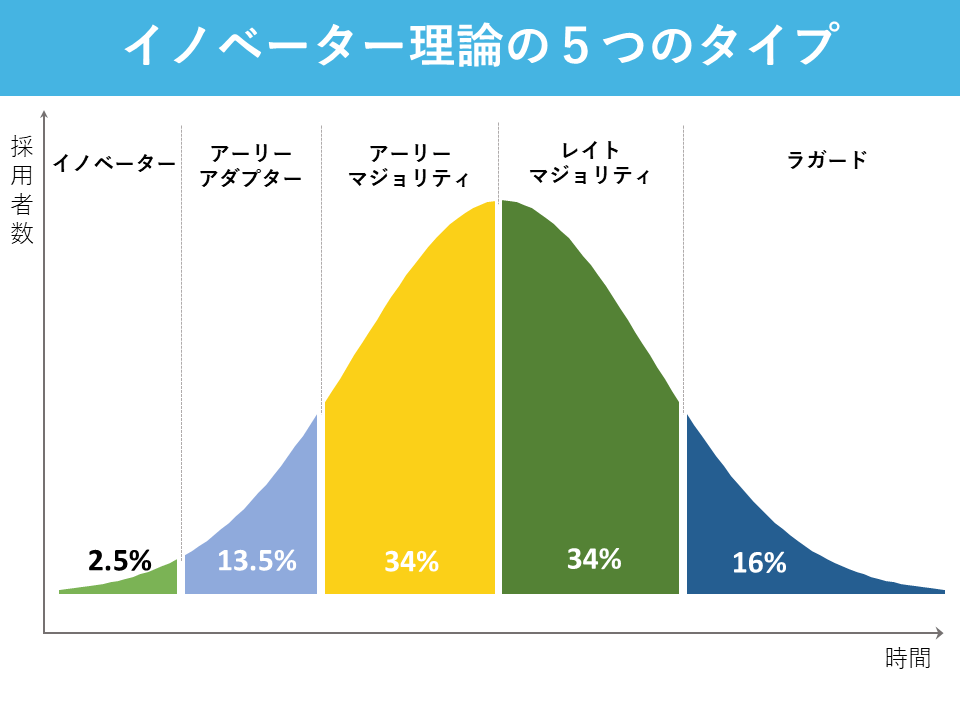 イノベーター理論の５つのタイプ
採用者数
イノベーター
アーリー
アダプター
アーリー
マジョリティ
レイト
マジョリティ
ラガード
2.5%
13.5%
34%
34%
16%
時間